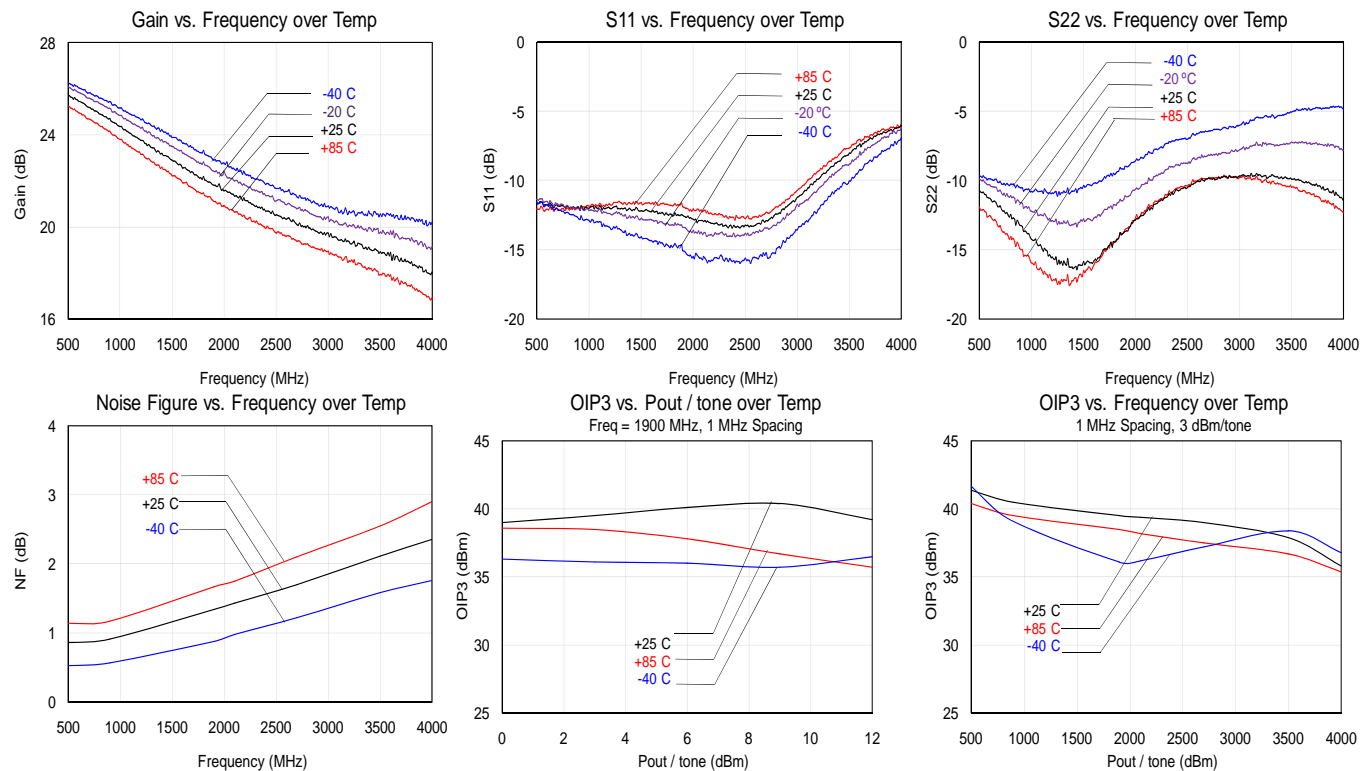 Gain vs. Frequency over Temp
28
24
20
16
Gain (dB)
-40 C
-20 C
+25 C
+85 C
500 1000 1500 2000 2500 3000 3500 4000
Frequency (MHz)
S11 vs. Frequency over Temp
0
-5
-10
-15
-20
S11 (dB)
+85 C
+25 C
-20 ºC
-40 C
500 1000 1500 2000 2500 3000 3500 4000
Frequency (MHz)
S22 vs. Frequency over Temp
0
-5
-10
-15
-20
S22 (dB)
-40 C
-20 ºC
+25 C
+85 C
500 1000 1500 2000 2500 3000 3500 4000
Frequency (MHz)
Noise Figure vs. Frequency over Temp
4
3
2
1
0
NF (dB)
+85 C
+25 C
-40 C
500 1000 1500 2000 2500 3000 3500 4000
Frequency (MHz)
OIP3 vs. Pout / tone over Temp
Freq = 1900 MHz, 1 MHz Spacing
45
40
35
30
25
OIP3 (dBm)
+25 C
+85 C
-40 C
0 2 4 6 8 10 12
Pout / tone (dBm)
OIP3 vs. Frequency over Temp
1 MHz Spacing, 3 dBm/tone
45
40
35
30
25
OIP3 (dBm)
+25 C
+85 C
-40 C
500 1000 1500 2000 2500 3000 3500 4000
Pout / tone (dBm)